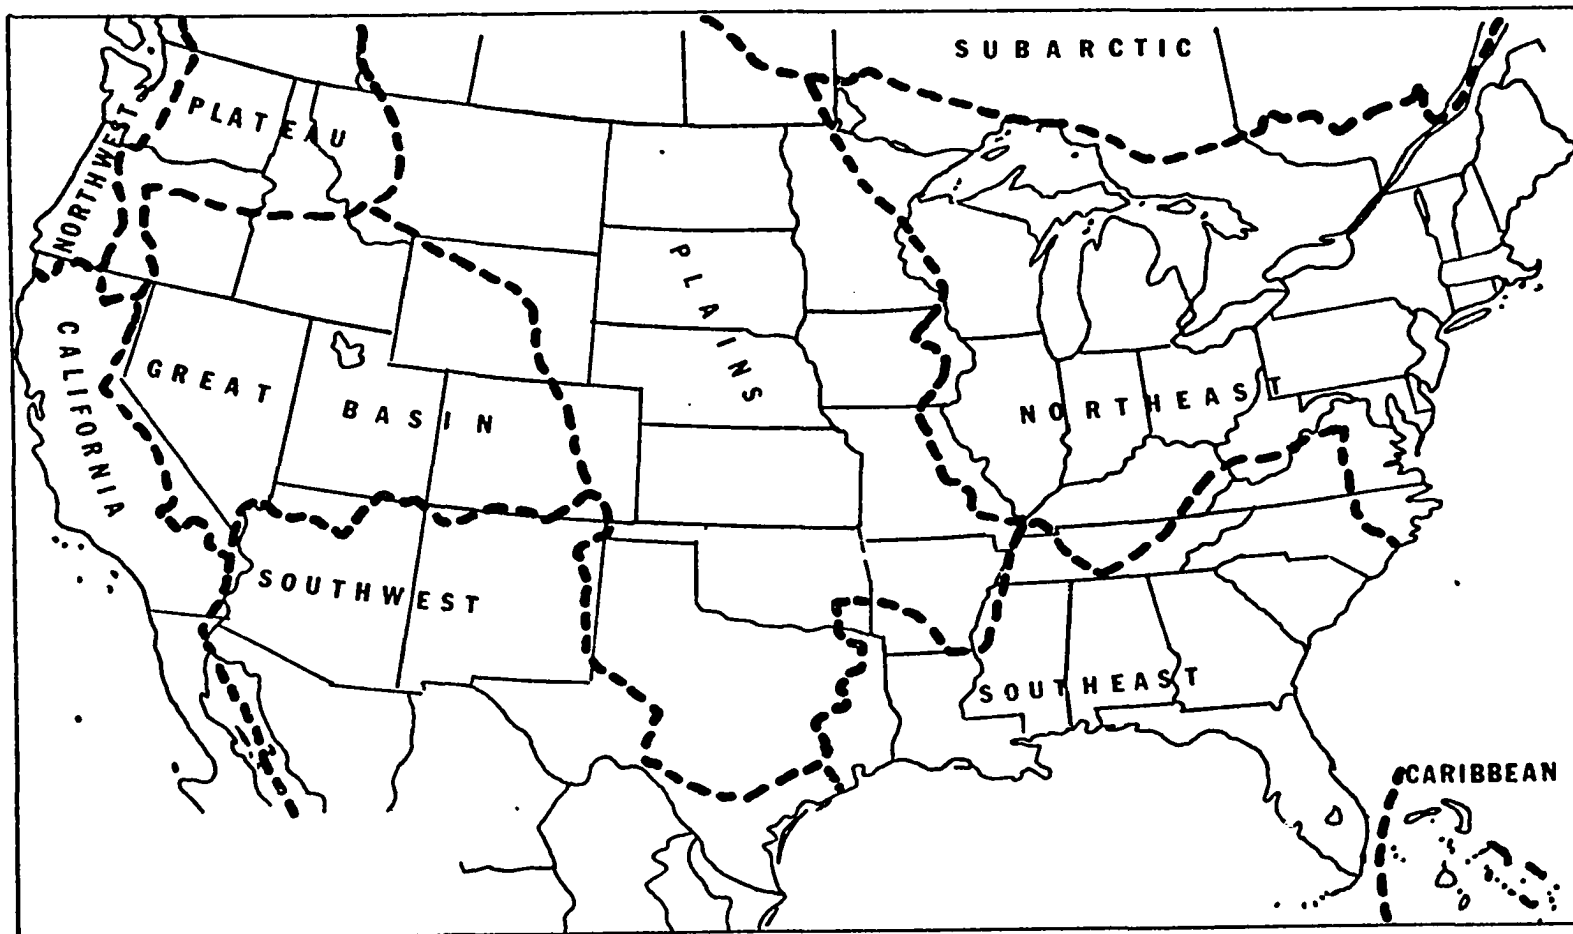 SUBARCTIC
PLATEAU
NORTHWEST
PLAINS
CALIFORNIA
GREAT
BASIN
NORTHEAST
SOUTHWEST
SOUTHEAST
CARIBBEAN